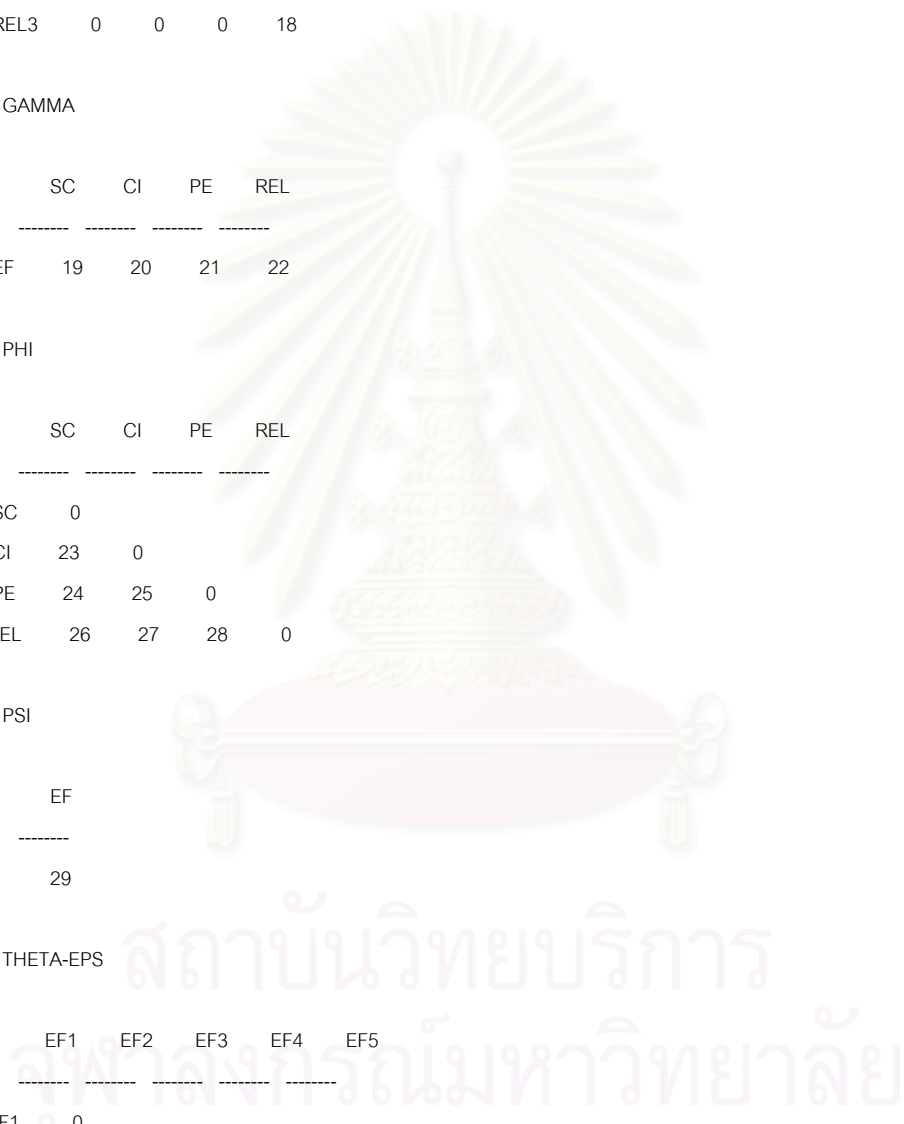 REL3 0 0 0 18
GAMMA
SC CI PE REL
-------- -------- -------- --------
EF 19 20 21 22
PHI
SC CI PE REL
-------- -------- -------- --------
SC 0
CI 23 0
PE 24 25 0
REL 26 27 28 0
PSI
EF
--------
29
THETA-EPS
สถาบันวิทยบริการ
EF1 EF2 EF3 EF4 EF5
จุฬาลงกรณ์มหาวิทยาลัย
-------- -------- -------- -------- --------
EF1 0